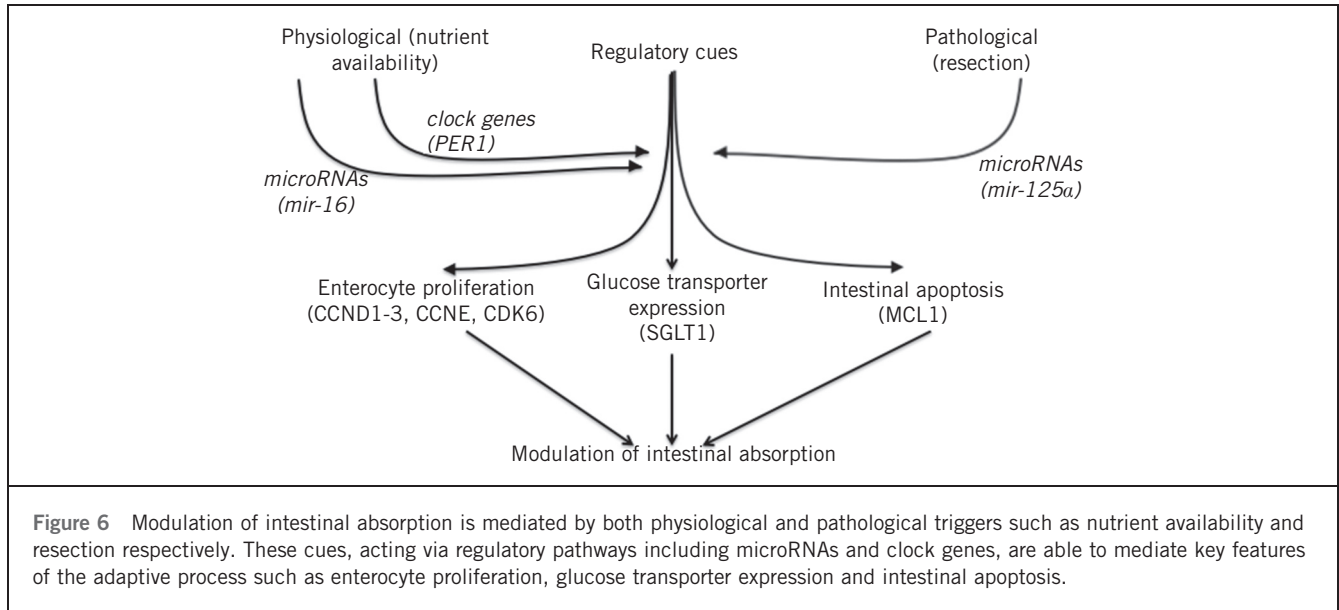 Physiological (nutrient
availability)
Regulatory cues
Pathological
(resection)
clock genes
(PER1)
microRNAs
(mir-16)
microRNAs
(mir-125α)
Enterocyte proliferation
(CCND1-3, CCNE, CDK6)
Glucose transporter
expression
(SGLT1)
Intestinal apoptosis
(MCL1)
Modulation of intestinal absorption
Figure 6 Modulation of intestinal absorption is mediated by both physiological and pathological triggers such as nutrient availability and
resection respectively. These cues, acting via regulatory pathways including microRNAs and clock genes, are able to mediate key features
of the adaptive process such as enterocyte proliferation, glucose transporter expression and intestinal apoptosis.